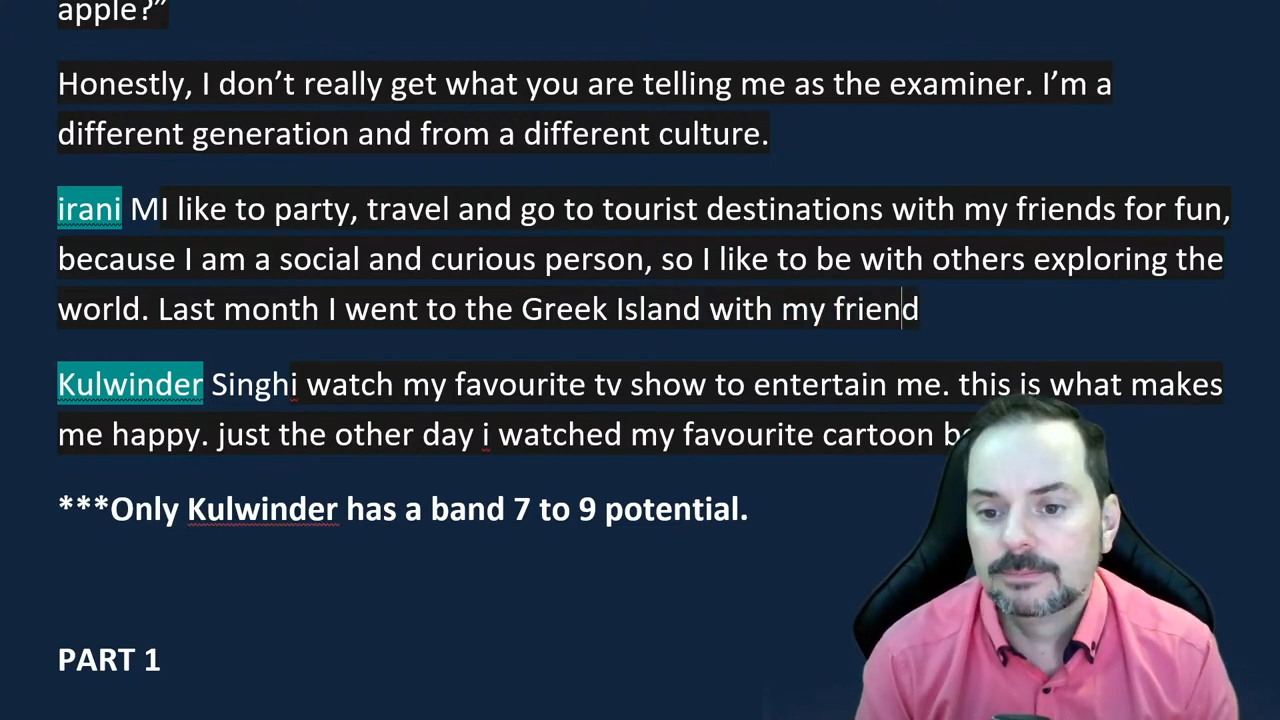 apple?”
Honestly, I don’t really get what you are telling me as the examiner. I’m a
different generation and from a different culture.
irani MI like to party, travel and go to tourist destinations with my friends for fun,
because I am a social and curious person, so I like to be with others exploring the
world. Last month I went to the Greek Island with my friend
Kulwinder Singhi watch my favourite tv show to entertain me. this is what makes
me happy. just the other day i watched my favourite cartoon
***Only Kulwinder has a band 7 to 9 potential.
PART 1